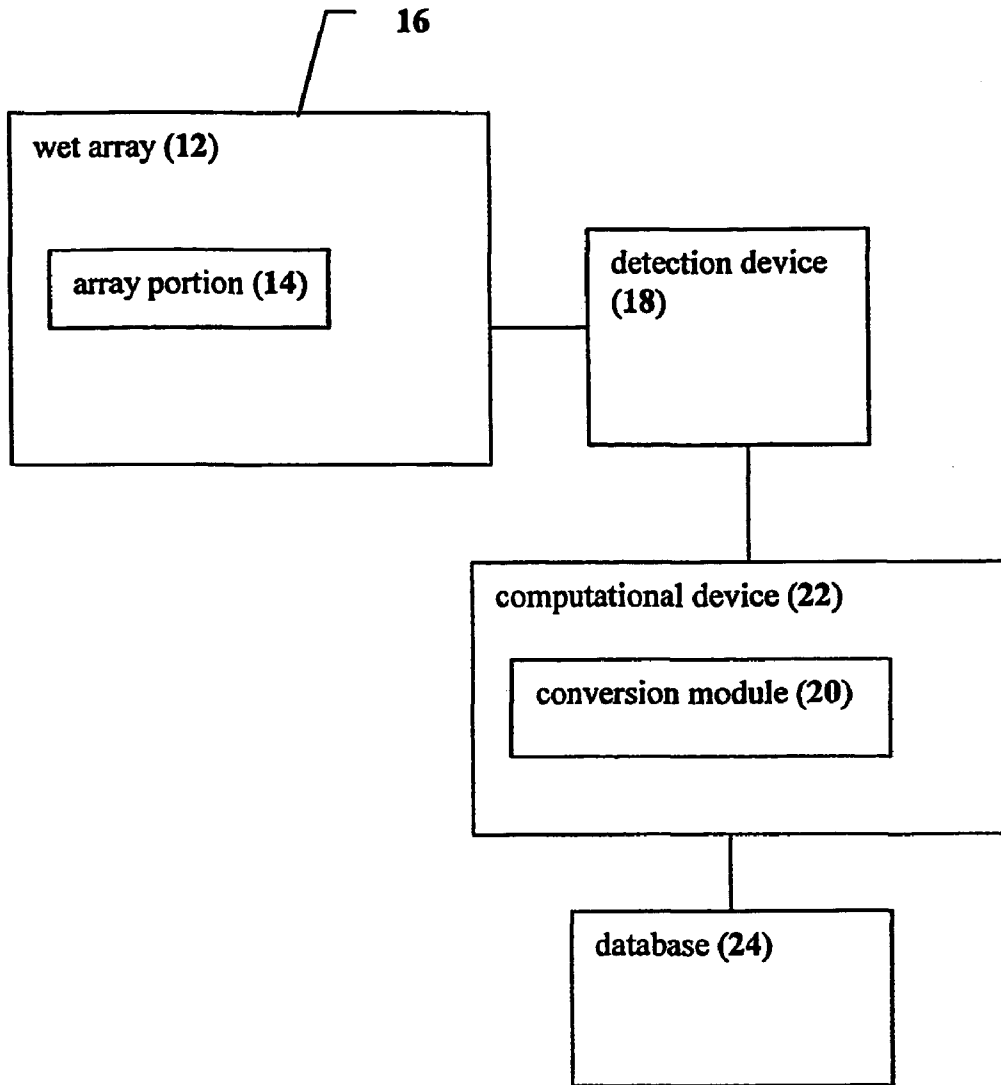 16
wet array (12)
array portion (14)
detection device
(18)
computational device (22)
conversion module (20)
database (24)